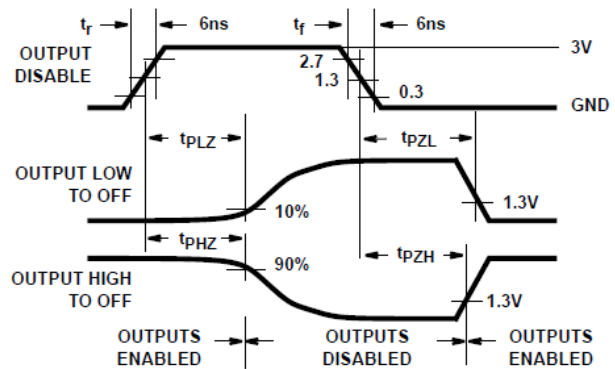 tr
6ns
tf
6ns
OUTPUT
DISABLE
2.7
1.3
0.3
3V
GND
tPLZ
tPZL
OUTPUT LOW
TO OFF
10%
1.3V
tPHZ
tPZH
OUTPUT HIGH
TO OFF
90%
1.3V
OUTPUTS
ENABLED
OUTPUTS
DISABLED
OUTPUTS
ENABLED